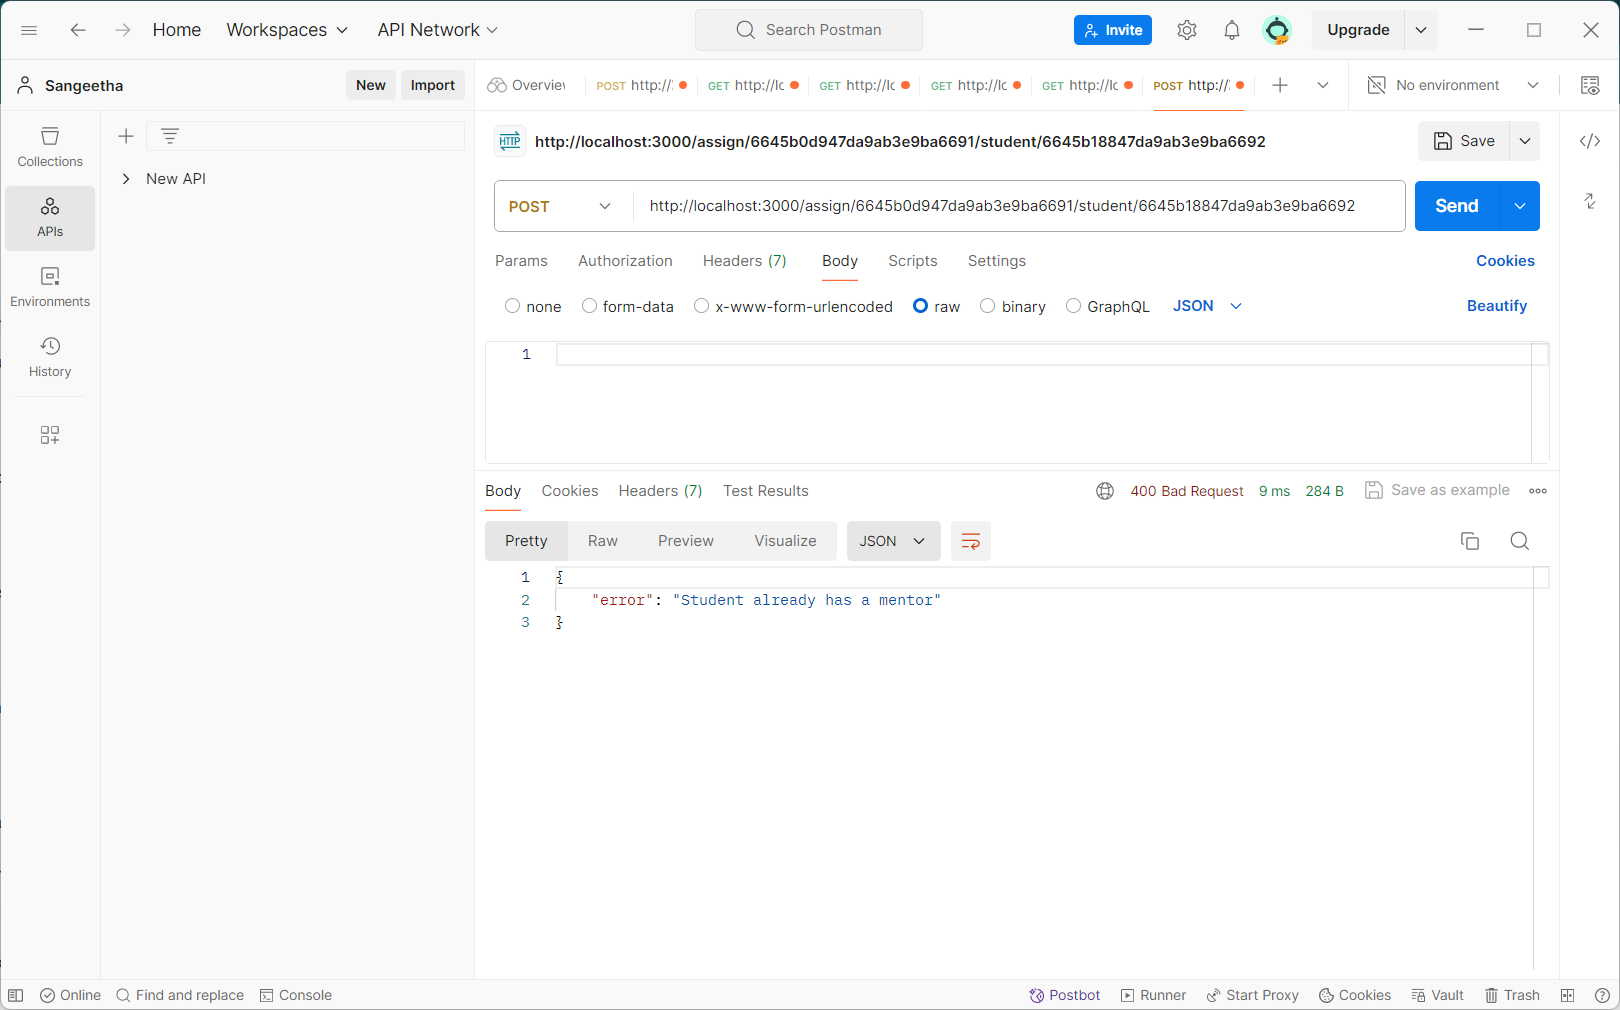 Home
Workspaces
API Network
Search Postman
Invite
Upgrade
Sangeetha
New
Import
Overview
POST http://
GET http://lc
GET http://lc
GET http://lc
GET http://lc
POST http://
No environment
Collections
APIs
Environments
History
New API
HTTP
http://localhost:3000/assign/6645b0d947da9ab3e9ba6691/student/6645b18847da9ab3e9ba6692
Save
POST
http://localhost:3000/assign/6645b0d947da9ab3e9ba6691/student/6645b18847da9ab3e9ba6692
Send
Params
Authorization
Headers (7)
Body
Scripts
Settings
Cookies
none
form-data
x-www-form-urlencoded
raw
binary
GraphQL
JSON
Beautify
1
Body
Cookies
Headers (7)
Test Results
400 Bad Request
9 ms
284 B
Save as example
Pretty
Raw
Preview
Visualize
JSON
1 {
2 "error": "Student already has a mentor"
3 }
Online
Find and replace
Console
Postbot
Runner
Start Proxy
Cookies
Vault
Trash